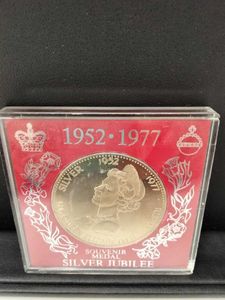 1952 · 1977
SILVER 1952 1977
SOUVENIR
MEDAL
SILVER JUBILEE